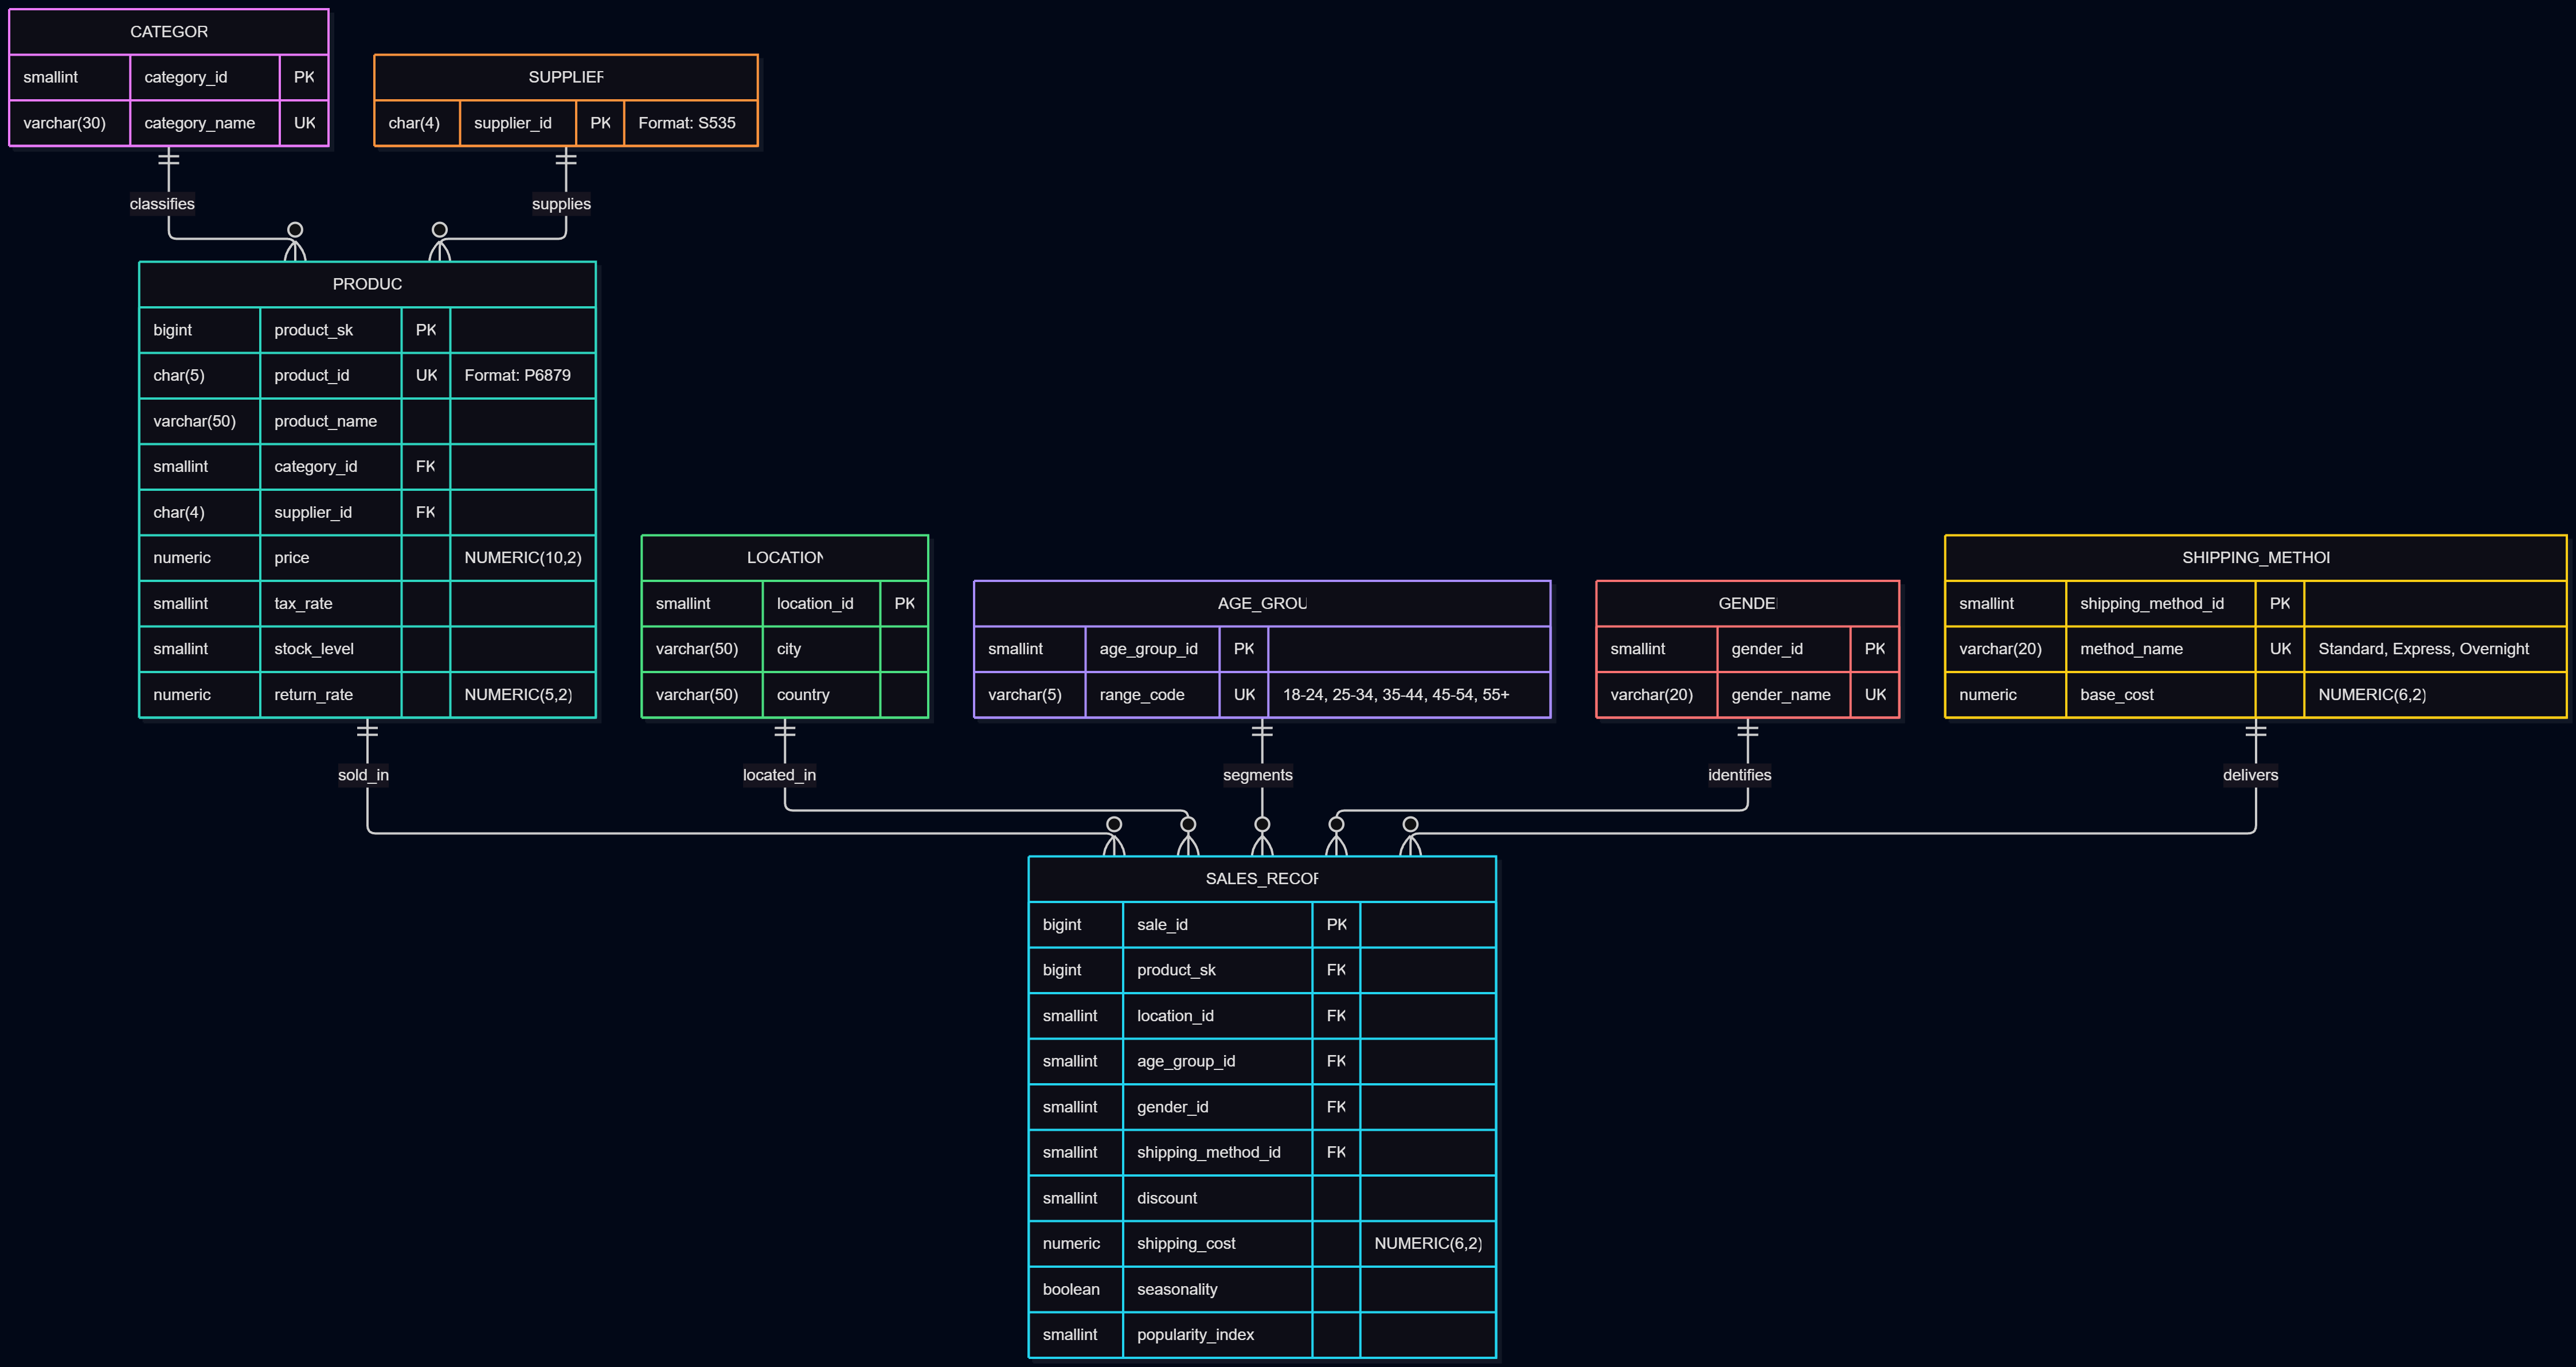 CATEGOR
smallint category_id PK
varchar(30) category_name UK
SUPPLIER
char(4) supplier_id PK Format: S535
classifies
supplies
PRODUC
bigint product_sk PK
char(5) product_id UK Format: P6879
varchar(50) product_name
smallint category_id FK
char(4) supplier_id FK
numeric price NUMERIC(10,2)
smallint tax_rate
smallint stock_level
numeric return_rate NUMERIC(5,2)
LOCATION
smallint location_id PK
varchar(50) city
varchar(50) country
AGE_GROU
smallint age_group_id PK
varchar(5) range_code UK 18-24, 25-34, 35-44, 45-54, 55+
GENDE
smallint gender_id PK
varchar(20) gender_name UK
SHIPPING_METHOD
smallint shipping_method_id PK
varchar(20) method_name UK Standard, Express, Overnight
numeric base_cost NUMERIC(6,2)
sold_in
located_in
segments
identifies
delivers
SALES_RECOR
bigint sale_id PK
bigint product_sk FK
smallint location_id FK
smallint age_group_id FK
smallint gender_id FK
smallint shipping_method_id FK
smallint discount
numeric shipping_cost NUMERIC(6,2)
boolean seasonality
smallint popularity_index